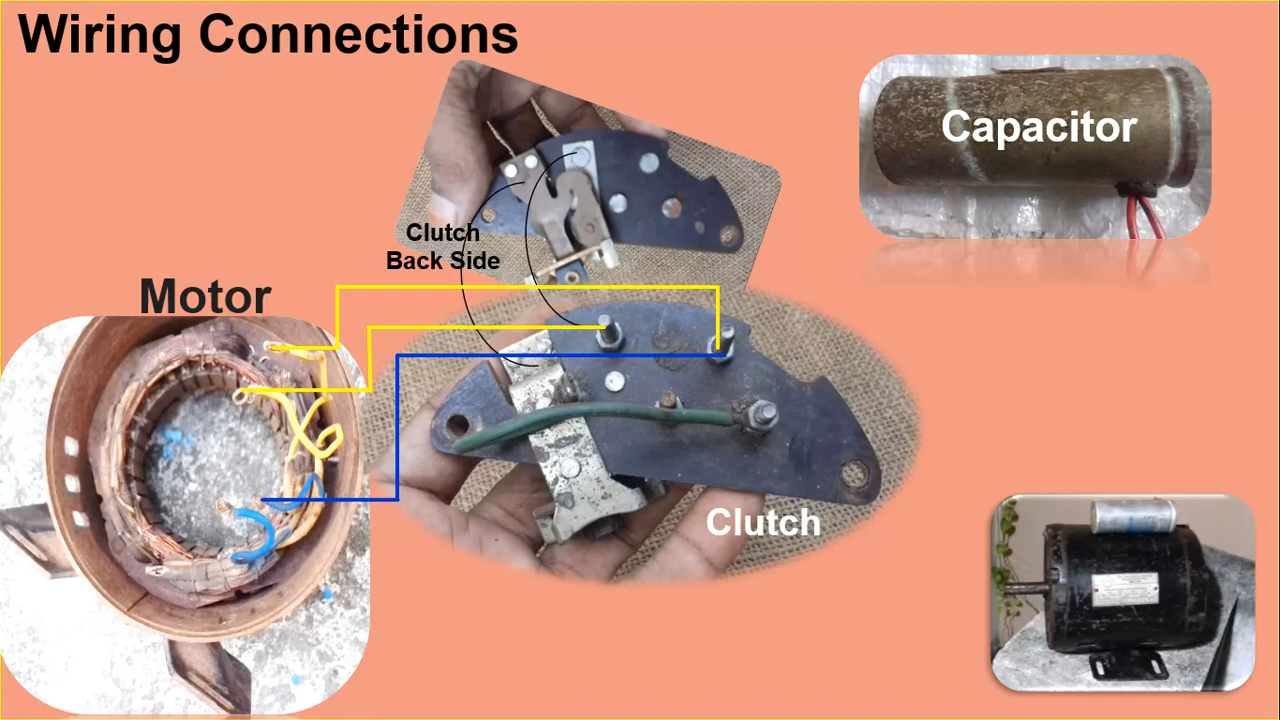 Wiring Connections
Capacitor
Clutch
Back Side
Motor
Clutch